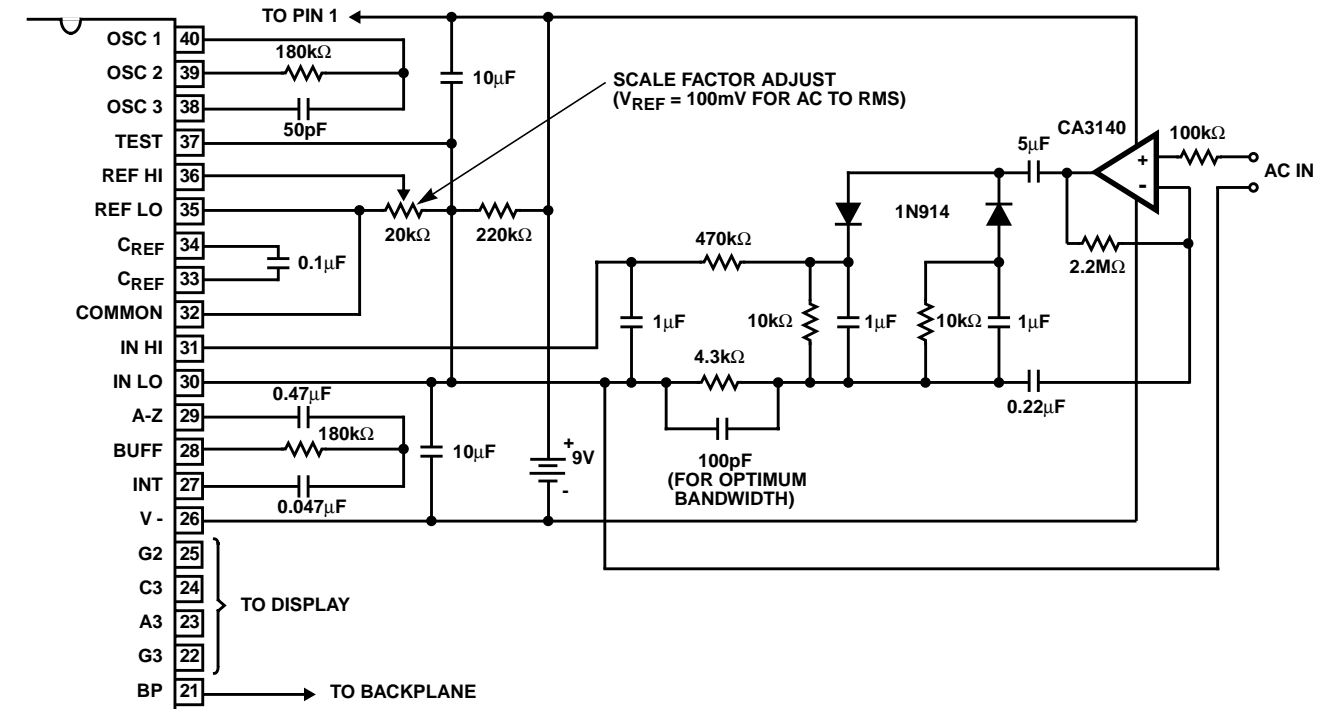 TO PIN 1
OSC 1 40
180kΩ
OSC 2 39
OSC 3 38
50pF
TEST 37
REF HI 36
REF LO 35
20kΩ
220kΩ
10μF
SCALE FACTOR ADJUST
(VREF = 100mV FOR AC TO RMS)
CREF 34
0.1μF
CREF 33
COMMON 32
IN HI 31
IN LO 30
0.47μF
A-Z 29
180kΩ
BUFF 28
INT 27
0.047μF
V - 26
10μF
+
9V
-
G2 25
C3 24
TO DISPLAY
A3 23
G3 22
BP 21
TO BACKPLANE
CA3140
5μF
+
-
100kΩ
AC IN
1N914
2.2MΩ
470kΩ
1μF
10kΩ
1μF
10kΩ
1μF
4.3kΩ
0.22μF
100pF
(FOR OPTIMUM
BANDWIDTH)